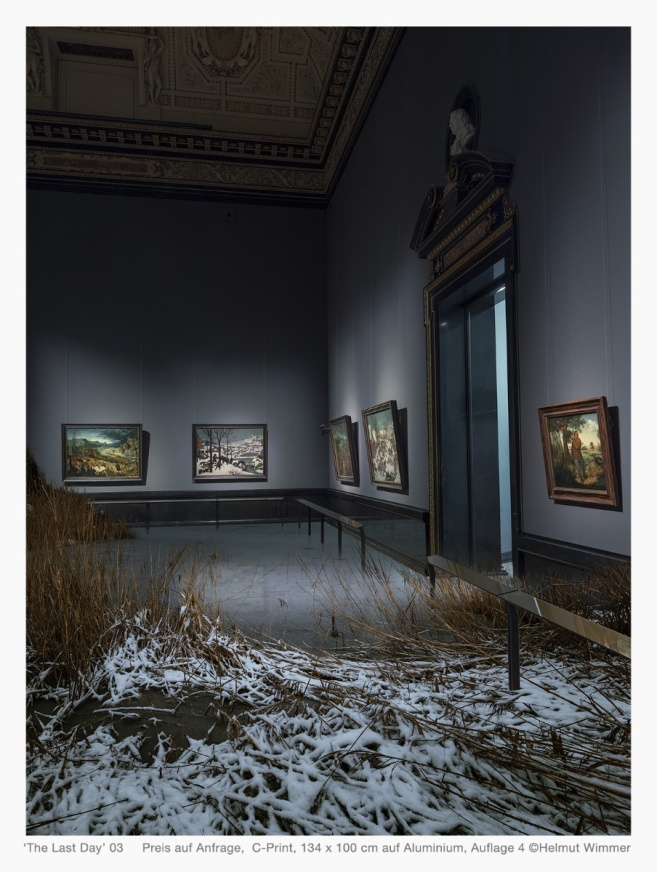 ‘The Last Day’ 03 Preis auf Anfrage, C-Print, 134 x 100 cm auf Aluminium, Auflage 4 ©Helmut Wimmer